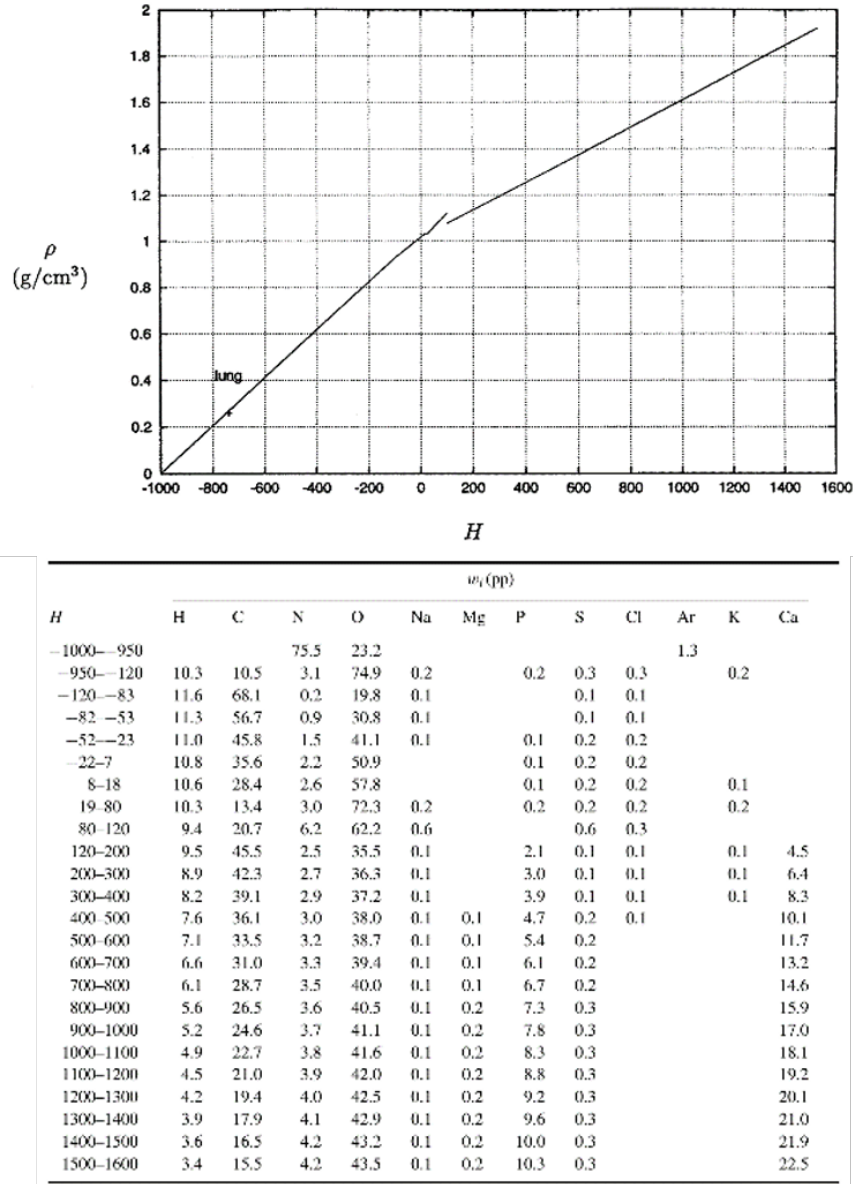 2
1.8
1.6
1.4
1.2
1
0.8
0.6
0.4
0.2
0
ρ
(g/cm³)
lung
-1000 -800 -600 -400 -200 0 200 400 600 800 1000 1200 1400 1600
H
wᵢ(pp)
H H C N O Na Mg P S Cl Ar K Ca
−1000–−950 75.5 23.2 1.3
−950–−120 10.3 10.5 3.1 74.9 0.2 0.2 0.3 0.3 0.2
−120–−83 11.6 68.1 0.2 19.8 0.1 0.1 0.1
−82–−53 11.3 56.7 0.9 30.8 0.1 0.1 0.1
−52–−23 11.0 45.8 1.5 41.1 0.1 0.1 0.2 0.2
−22–7 10.8 35.6 2.2 50.9 0.1 0.2 0.2
8–18 10.6 28.4 2.6 57.8 0.1 0.2 0.2 0.1
19–80 10.3 13.4 3.0 72.3 0.2 0.2 0.2 0.2 0.2
80–120 9.4 20.7 6.2 62.2 0.6 0.6 0.3
120–200 9.5 45.5 2.5 35.5 0.1 2.1 0.1 0.1 0.1 4.5
200–300 8.9 42.3 2.7 36.3 0.1 3.0 0.1 0.1 0.1 6.4
300–400 8.2 39.1 2.9 37.2 0.1 3.9 0.1 0.1 0.1 8.3
400–500 7.6 36.1 3.0 38.0 0.1 0.1 4.7 0.2 0.1 10.1
500–600 7.1 33.5 3.2 38.7 0.1 0.1 5.4 0.2 11.7
600–700 6.6 31.0 3.3 39.4 0.1 0.1 6.1 0.2 13.2
700–800 6.1 28.7 3.5 40.0 0.1 0.1 6.7 0.2 14.6
800–900 5.6 26.5 3.6 40.5 0.1 0.2 7.3 0.3 15.9
900–1000 5.2 24.6 3.7 41.1 0.1 0.2 7.8 0.3 17.0
1000–1100 4.9 22.7 3.8 41.6 0.1 0.2 8.3 0.3 18.1
1100–1200 4.5 21.0 3.9 42.0 0.1 0.2 8.8 0.3 19.2
1200–1300 4.2 19.4 4.0 42.5 0.1 0.2 9.2 0.3 20.1
1300–1400 3.9 17.9 4.1 42.9 0.1 0.2 9.6 0.3 21.0
1400–1500 3.6 16.5 4.2 43.2 0.1 0.2 10.0 0.3 21.9
1500–1600 3.4 15.5 4.2 43.5 0.1 0.2 10.3 0.3 22.5